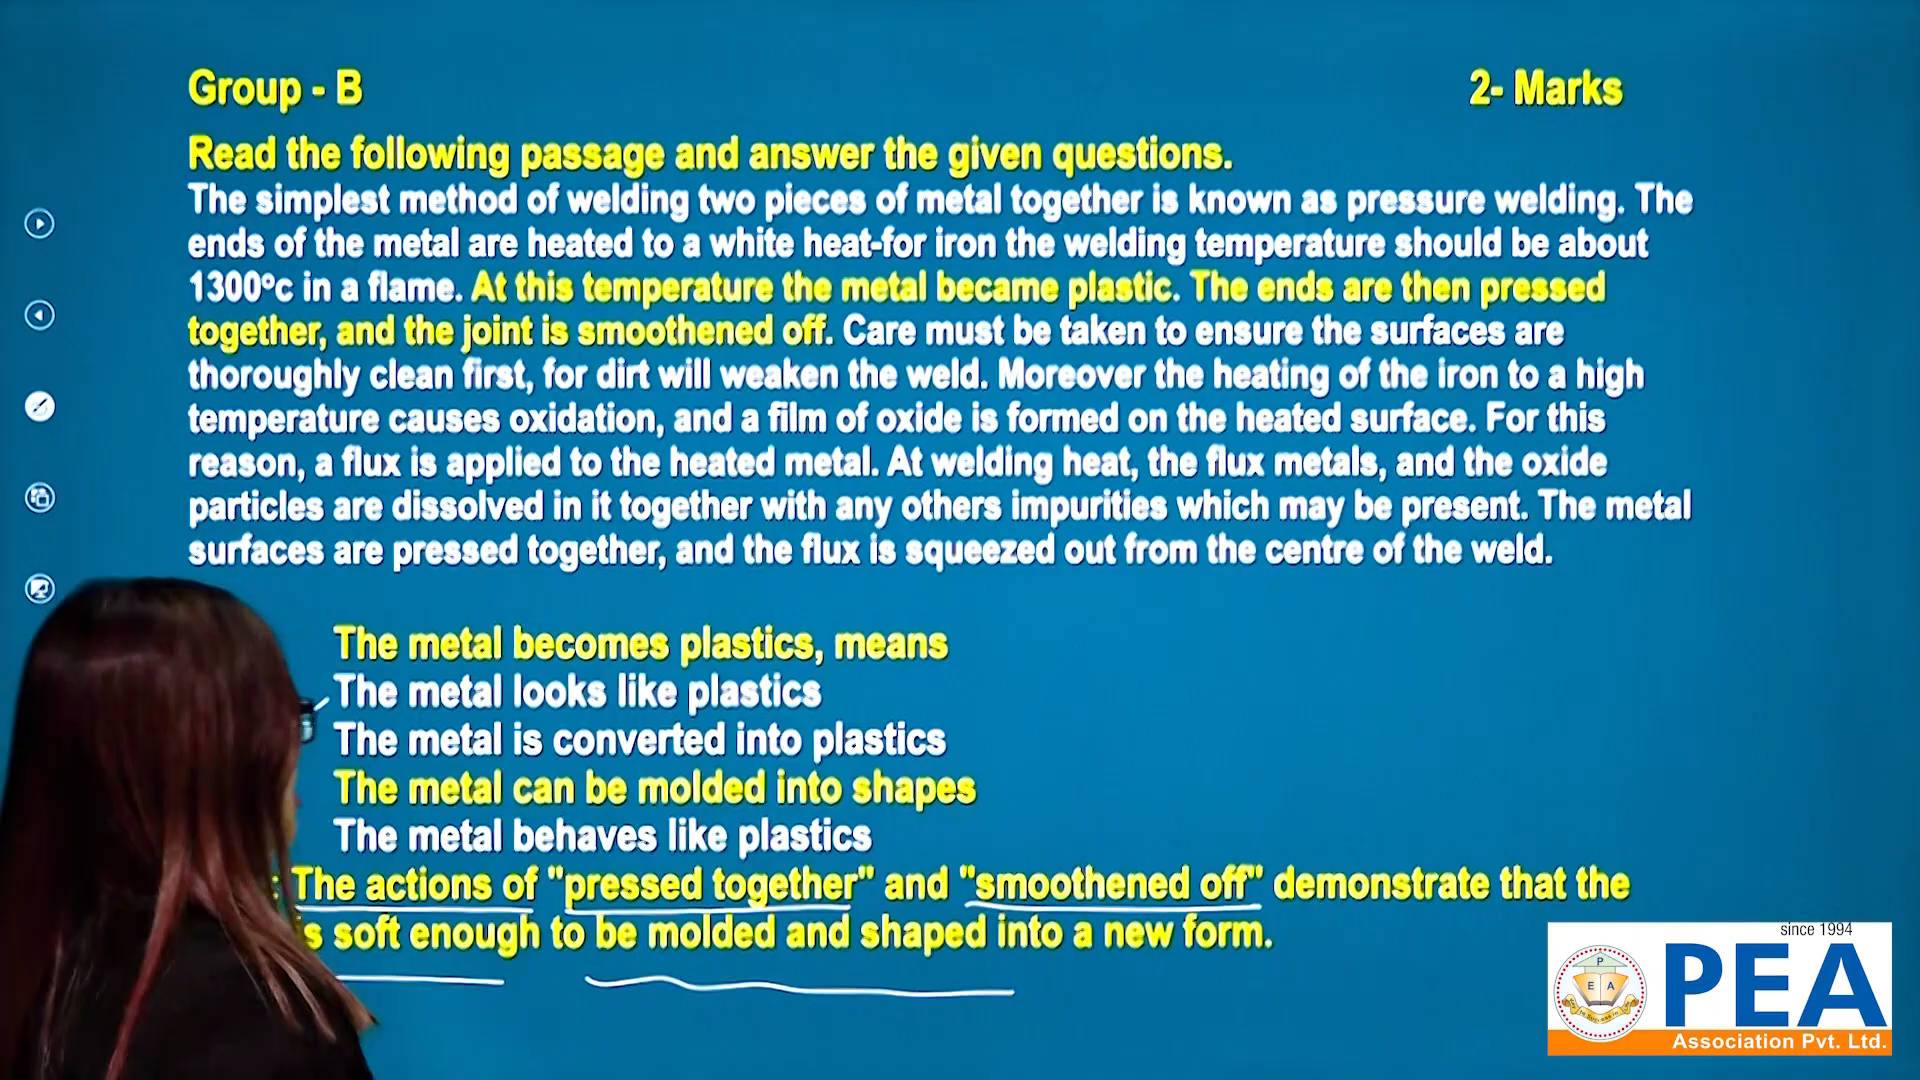 Group - B
2- Marks
Read the following passage and answer the given questions.
The simplest method of welding two pieces of metal together is known as pressure welding. The
ends of the metal are heated to a white heat-for iron the welding temperature should be about
1300ºc in a flame. At this temperature the metal became plastic. The ends are then pressed
together, and the joint is smoothened off. Care must be taken to ensure the surfaces are
thoroughly clean first, for dirt will weaken the weld. Moreover the heating of the iron to a high
temperature causes oxidation, and a film of oxide is formed on the heated surface. For this
reason, a flux is applied to the heated metal. At welding heat, the flux metals, and the oxide
particles are dissolved in it together with any others impurities which may be present. The metal
surfaces are pressed together, and the flux is squeezed out from the centre of the weld.
The metal becomes plastics, means
The metal looks like plastics
The metal is converted into plastics
The metal can be molded into shapes
The metal behaves like plastics
: The actions of "pressed together" and "smoothened off" demonstrate that the
is soft enough to be molded and shaped into a new form.
since 1994
PEA
Association Pvt. Ltd.
P
E A